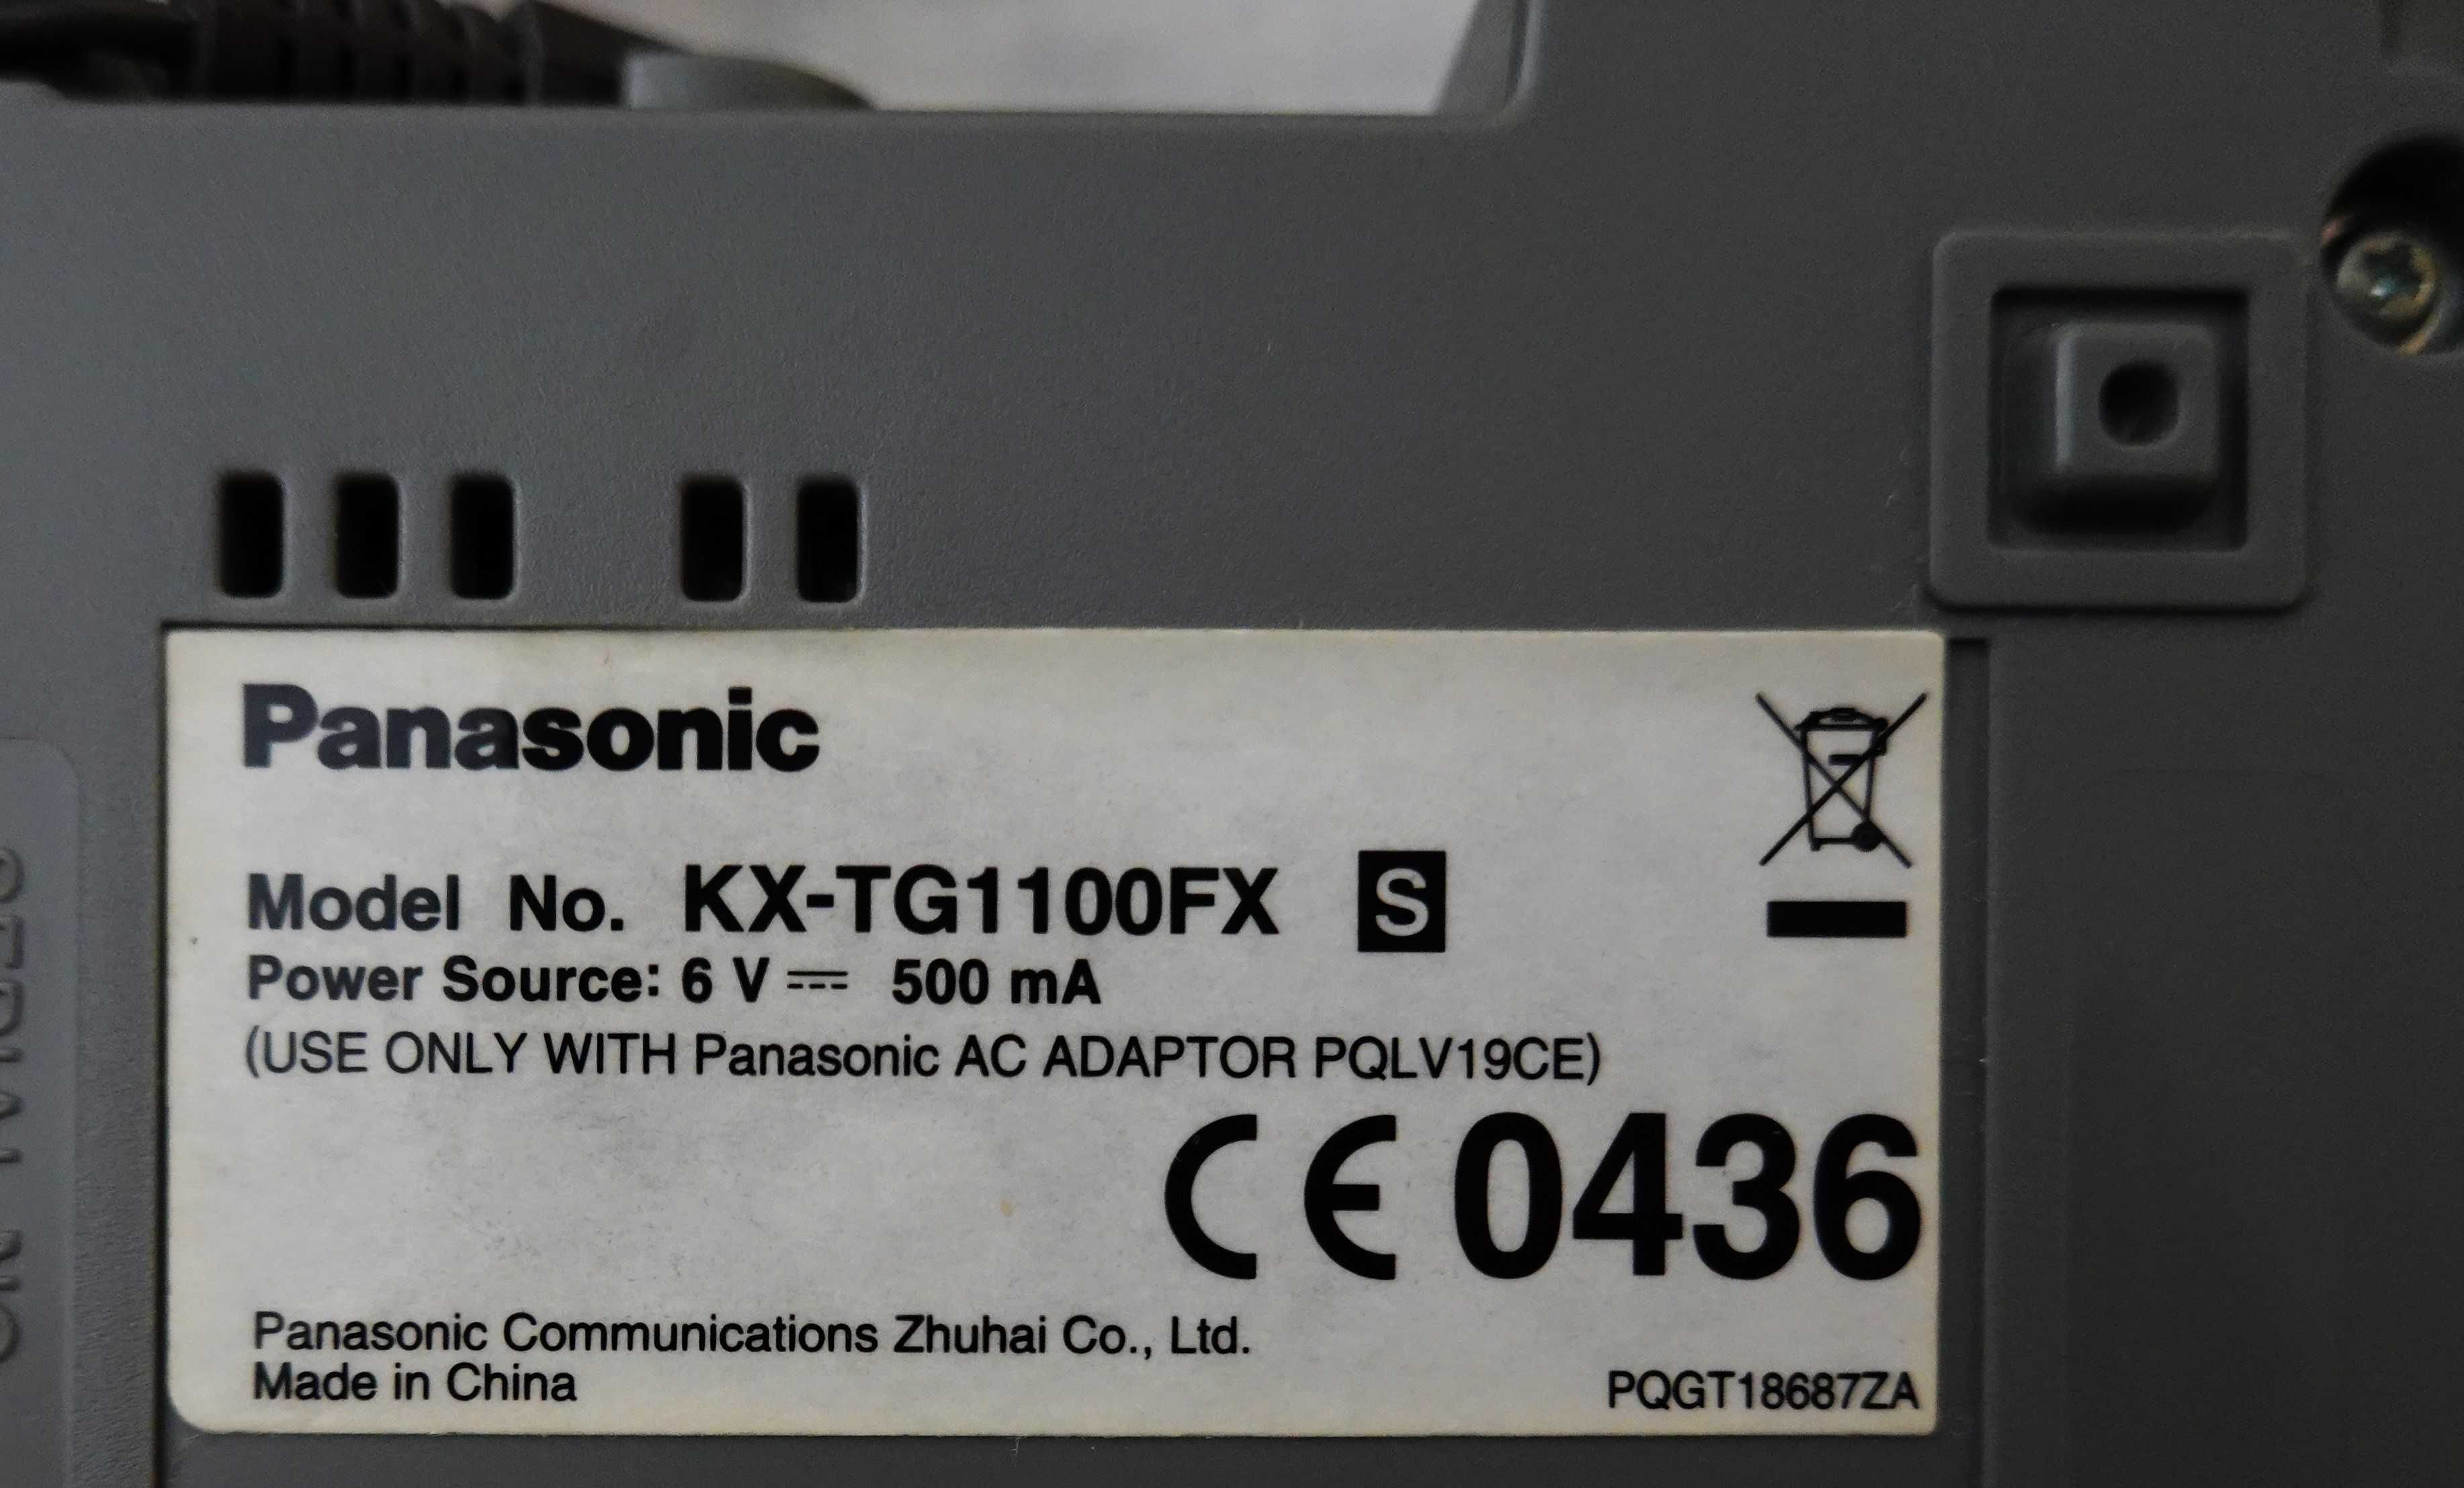 Panasonic
Model No. KX-TG1100FX S
Power Source: 6 V ⎓ 500 mA
(USE ONLY WITH Panasonic AC ADAPTOR PQLV19CE)
CE 0436
Panasonic Communications Zhuhai Co., Ltd.
Made in China
PQGT18687ZA